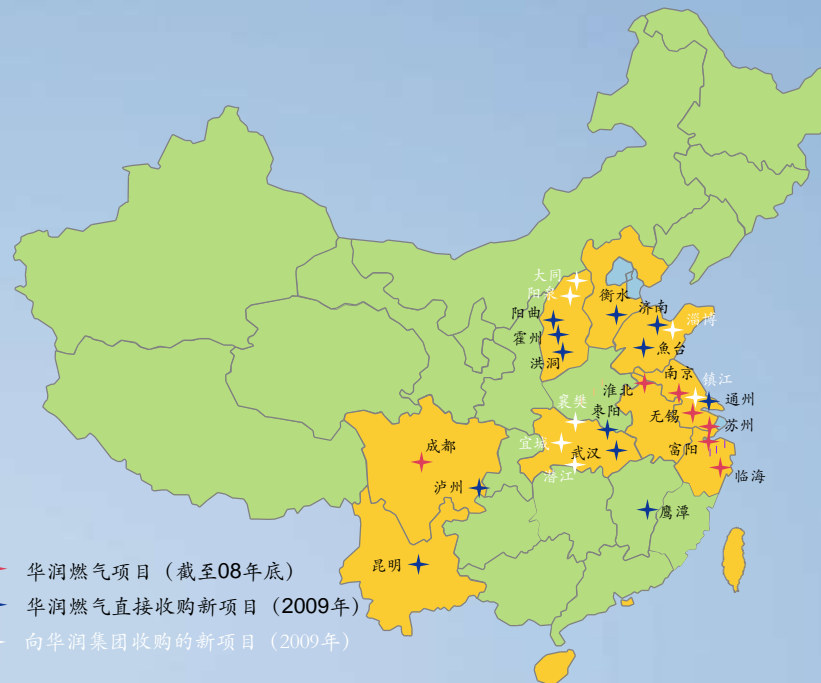 大同
阳泉
衡水
济南
淄博
阳曲
霍州
洪洞
魚台
南京
镇江
淮北
通州
襄樊
枣阳
无锡
苏州
宜城
武汉
富阳
潜江
临海
成都
泸州
鹰潭
昆明
华润燃气项目（截至08年底）
华润燃气直接收购新项目（2009年）
向华润集团收购的新项目（2009年）